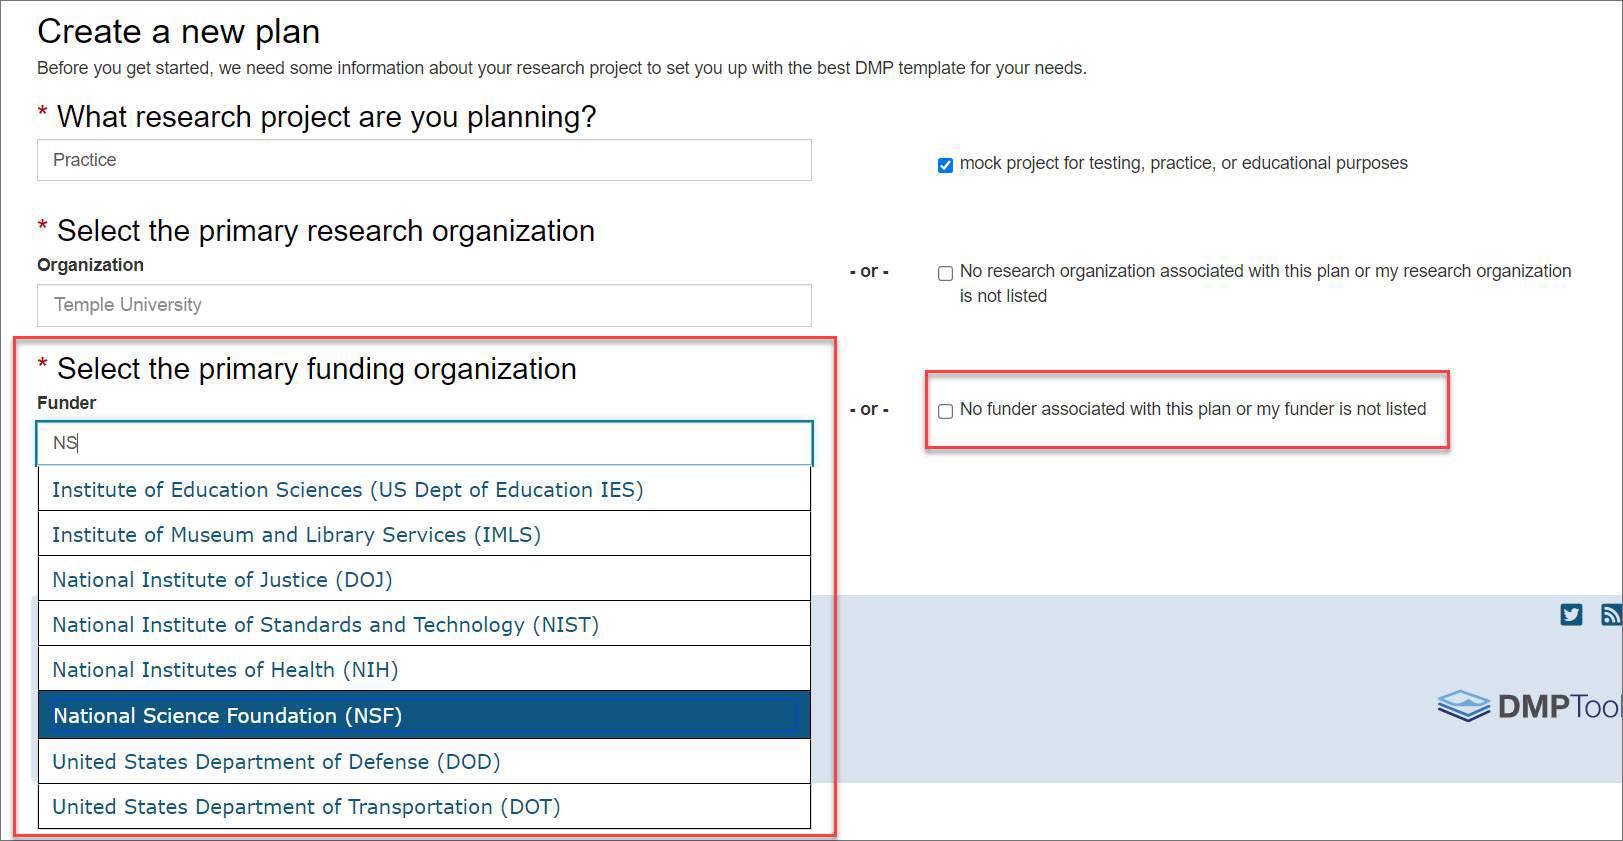 Create a new plan
Before you get started, we need some information about your research project to set you up with the best DMP template for your needs.
* What research project are you planning?
Practice
mock project for testing, practice, or educational purposes
* Select the primary research organization
Organization
Temple University
- or -
No research organization associated with this plan or my research organization
is not listed
* Select the primary funding organization
Funder
NS
- or -
No funder associated with this plan or my funder is not listed
Institute of Education Sciences (US Dept of Education IES)
Institute of Museum and Library Services (IMLS)
National Institute of Justice (DOJ)
National Institute of Standards and Technology (NIST)
National Institutes of Health (NIH)
National Science Foundation (NSF)
United States Department of Defense (DOD)
United States Department of Transportation (DOT)
DMPTool